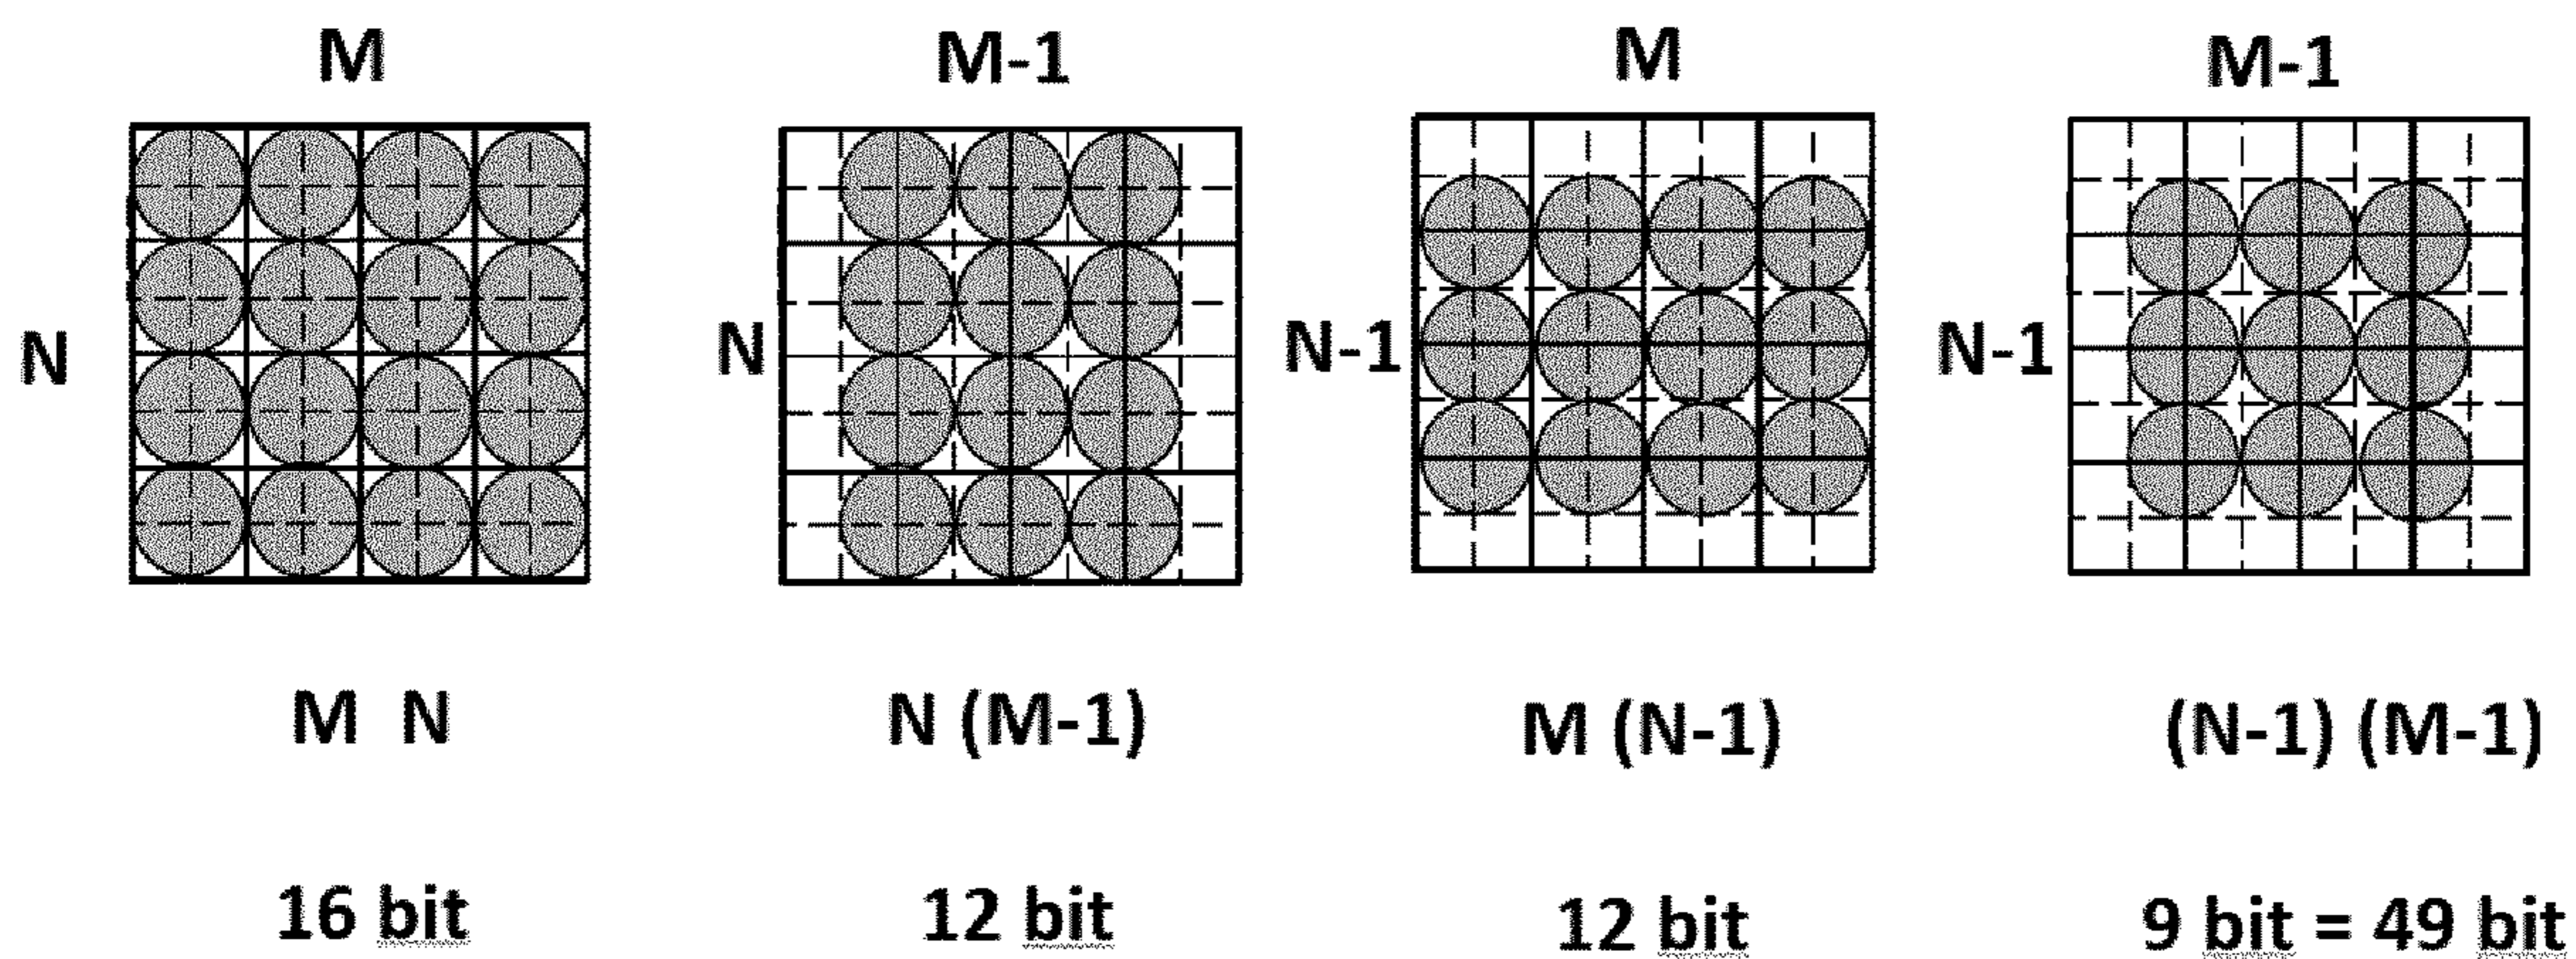 M M-1 M M-1
N N N-1 N-1
M N N (M-1) M (N-1) (N-1) (M-1)
16 bit 12 bit 12 bit 9 bit = 49 bit